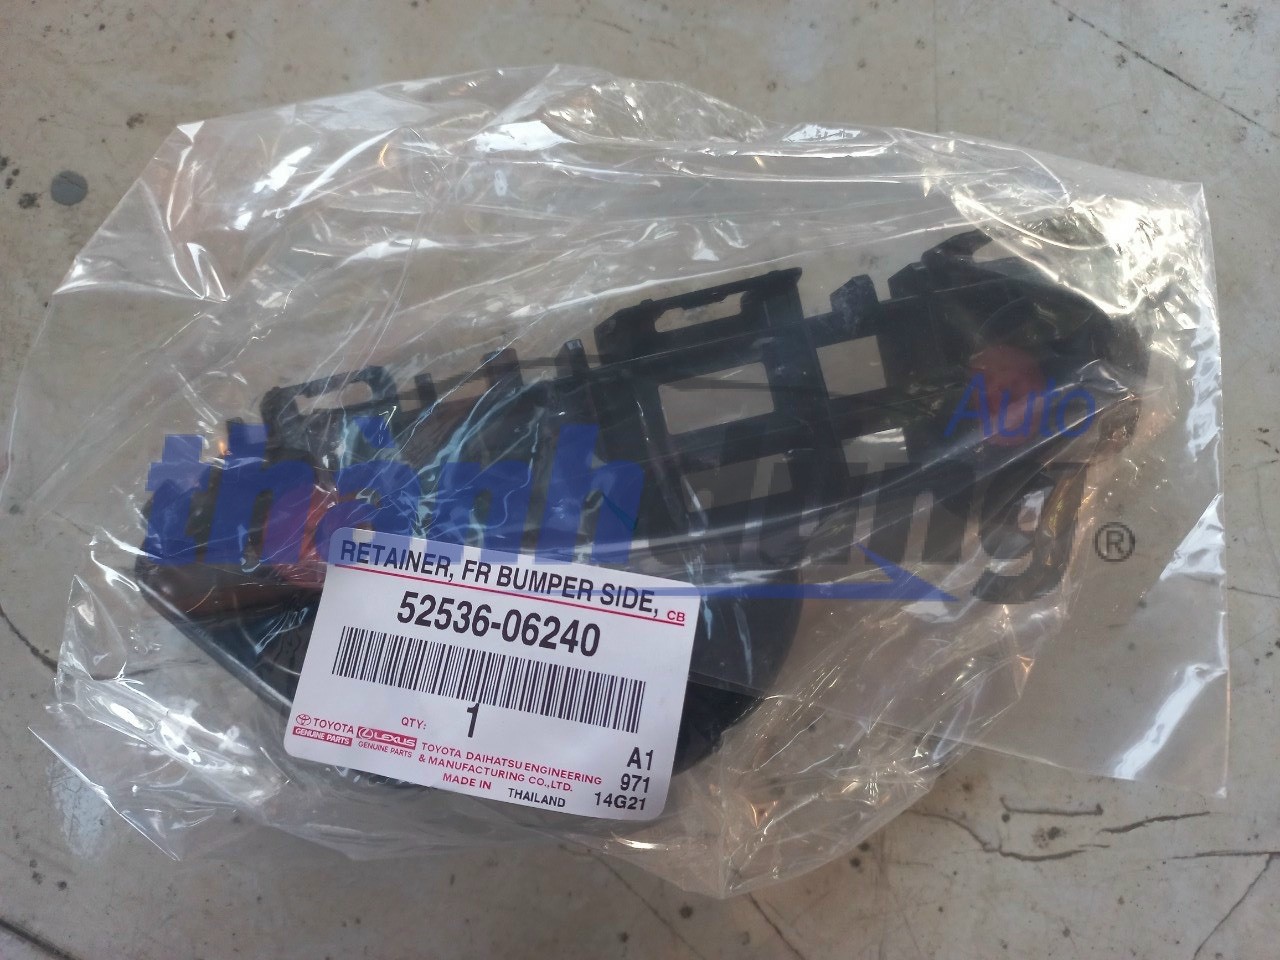 Auto
thànhdung ®
RETAINER, FR BUMPER SIDE, CB
52536-06240
QTY: 1
TOYOTA
GENUINE PARTS
LEXUS
GENUINE PARTS
TOYOTA DAIHATSU ENGINEERING
& MANUFACTURING CO.,LTD.
MADE IN THAILAND
A1
971
14G21